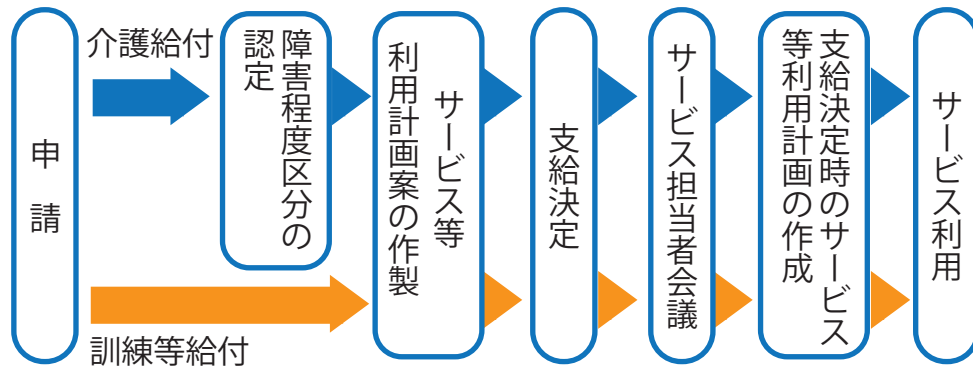 申請
介護給付
訓練等給付
障害程度区分の
認定
サービス等
利用計画案の作製
支給決定
サービス担当者会議
支給決定時のサービス
等利用計画の作成
サービス利用